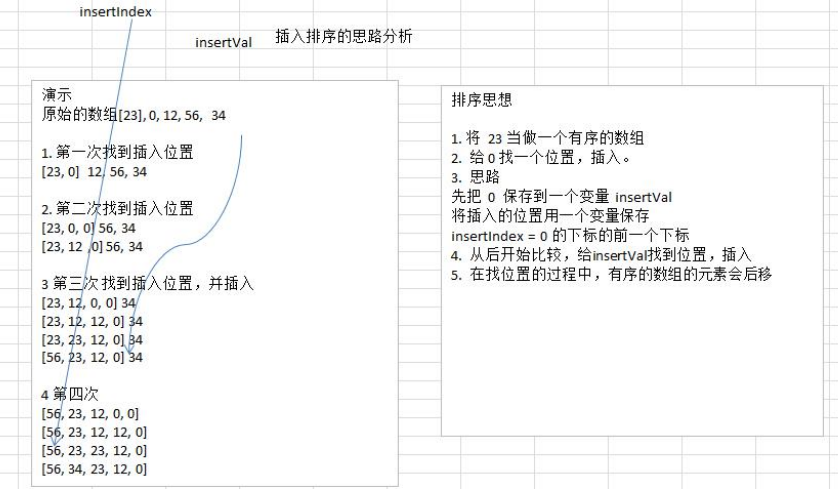 insertIndex
insertVal 插入排序的思路分析
演示
原始的数组[23], 0, 12, 56, 34
1. 第一次找到插入位置
[23, 0] 12, 56, 34
2. 第二次找到插入位置
[23, 0, 0] 56, 34
[23, 12 ,0] 56, 34
3 第三次 找到插入位置，并插入
[23, 12, 0, 0] 34
[23, 12, 12, 0] 34
[23, 23, 12, 0] 34
[56, 23, 12, 0] 34
4 第四次
[56, 23, 12, 0, 0]
[56, 23, 12, 12, 0]
[56, 23, 23, 12, 0]
[56, 34, 23, 12, 0]
排序思想
1. 将 23 当做一个有序的数组
2. 给 0 找一个位置，插入。
3. 思路
先把 0 保存到一个变量 insertVal
将插入的位置用一个变量保存
insertIndex = 0 的下标的前一个下标
4. 从后开始比较，给insertVal找到位置，插入
5. 在找位置的过程中，有序的数组的元素会后移